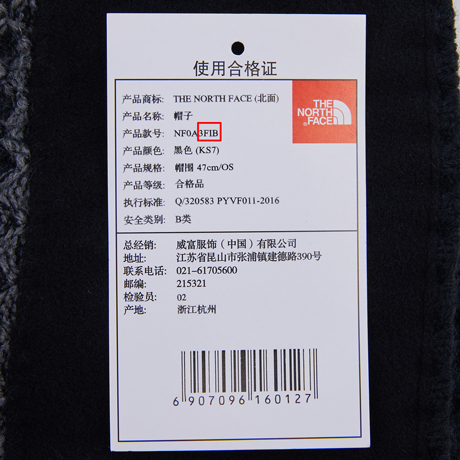 使用合格证
产品商标: THE NORTH FACE (北面)
产品名称: 帽子
产品款号: NF0A3FIB
产品颜色: 黑色 (KS7)
产品规格: 帽围 47cm/OS
产品等级: 合格品
执行标准: Q/320583 PYVF011-2016
安全类别: B类
THE
NORTH
FACE
总经销: 威富服饰（中国）有限公司
地址: 江苏省昆山市张浦镇建德路390号
联系电话: 021-61705600
邮编: 215321
检验员: 02
产地: 浙江杭州
6 907096 160127